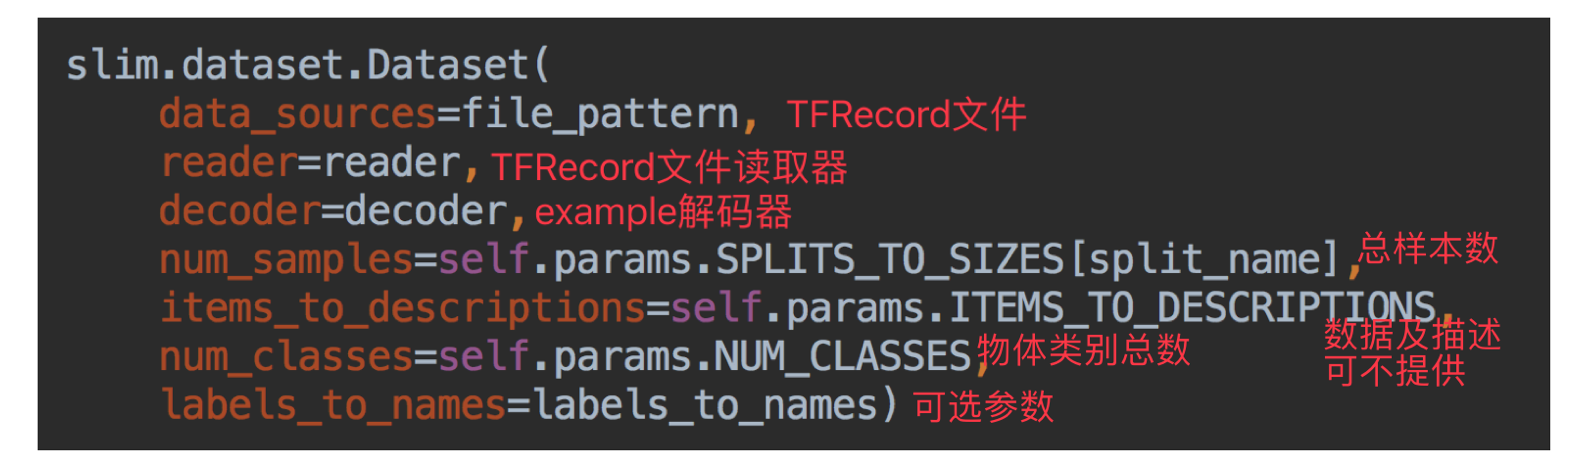 slim.dataset.Dataset(
data_sources=file_pattern, TFRecord文件
reader=reader, TFRecord文件读取器
decoder=decoder, example解码器
num_samples=self.params.SPLITS_TO_SIZES[split_name], 总样本数
items_to_descriptions=self.params.ITEMS_TO_DESCRIPTIONS,
数据及描述
可不提供
num_classes=self.params.NUM_CLASSES, 物体类别总数
labels_to_names=labels_to_names) 可选参数